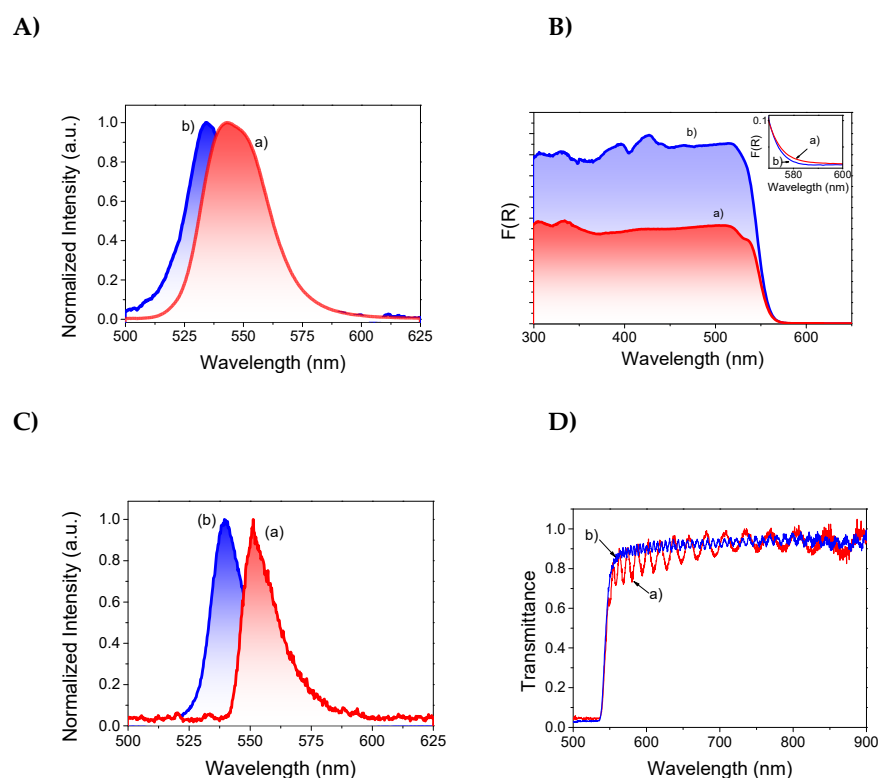 A)
B)
Normalized Intensity (a.u.)
1.0
0.8
0.6
0.4
0.2
0.0
b)
a)
500
525
550
575
600
625
Wavelength (nm)
F(R)
b)
a)
300
400
500
600
Wavelength (nm)
0.1
F(R)
a)
b)
580
600
Wavelegth (nm)
C)
D)
Normalized Intensity (a.u.)
1.0
0.8
0.6
0.4
0.2
0.0
(b)
(a)
500
525
550
575
600
625
Wavelength (nm)
Transmittance
1.0
0.8
0.6
0.4
0.2
0.0
b)
a)
500
600
700
800
900
Wavelength (nm)